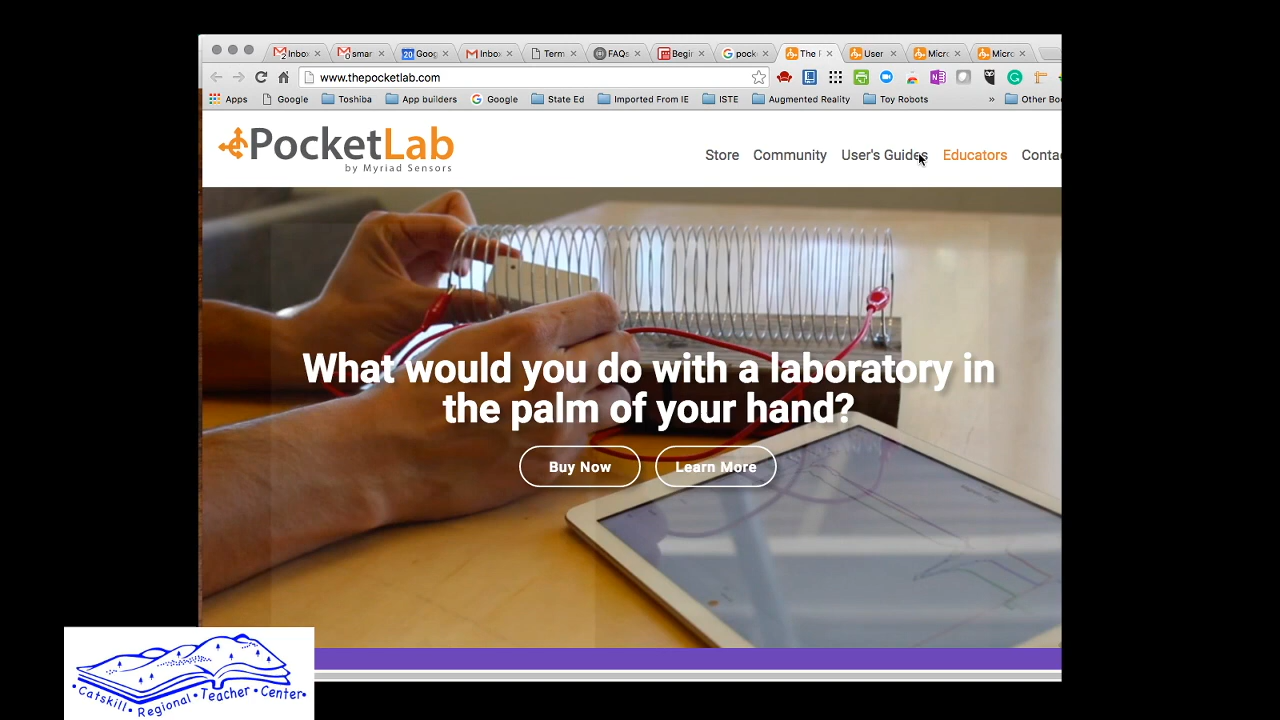 Inbox smar 20 Goog Inbox Term FAQs Begir pock The F User Micro Micro
www.thepocketlab.com
Apps Google Toshiba App builders Google State Ed Imported From IE ISTE Augmented Reality Toy Robots » Other Boo
PocketLab
by Myriad Sensors
Store Community User's Guides Educators Conta
What would you do with a laboratory in
the palm of your hand?
Buy Now Learn More
Catskill • Regional • Teacher • Center